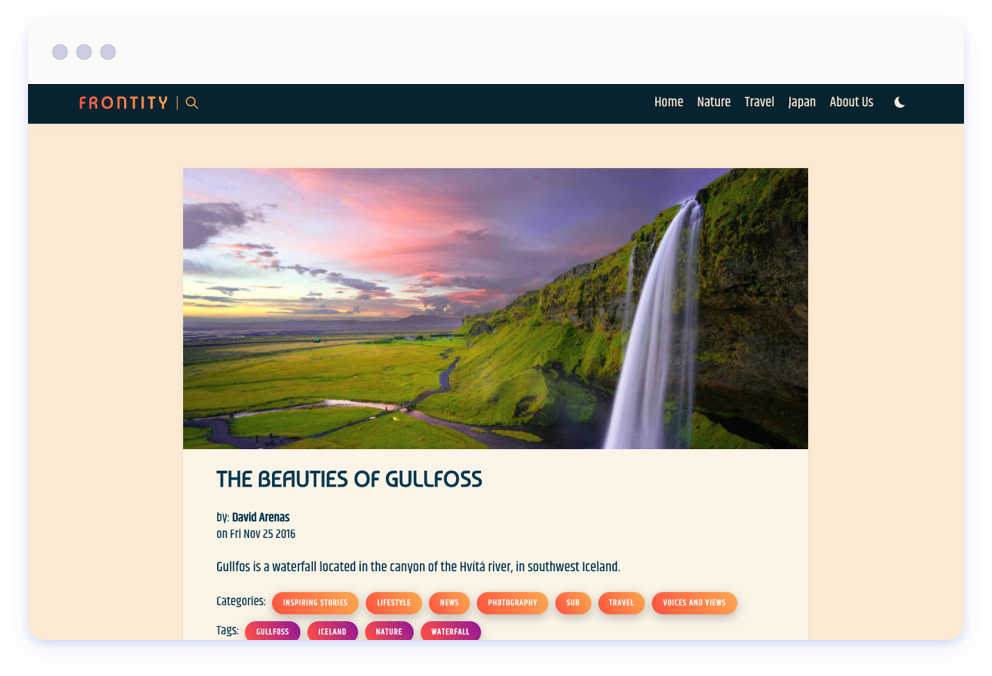 FRONTITY
Home Nature Travel Japan About Us
THE BEAUTIES OF GULLFOSS
by: David Arenas
on Fri Nov 25 2016
Gullfos is a waterfall located in the canyon of the Hvítá river, in southwest Iceland.
Categories: INSPIRING STORIES LIFESTYLE NEWS PHOTOGRAPHY SUB TRAVEL VOICES AND VIEWS
Tags: GULLFOSS ICELAND NATURE WATERFALL